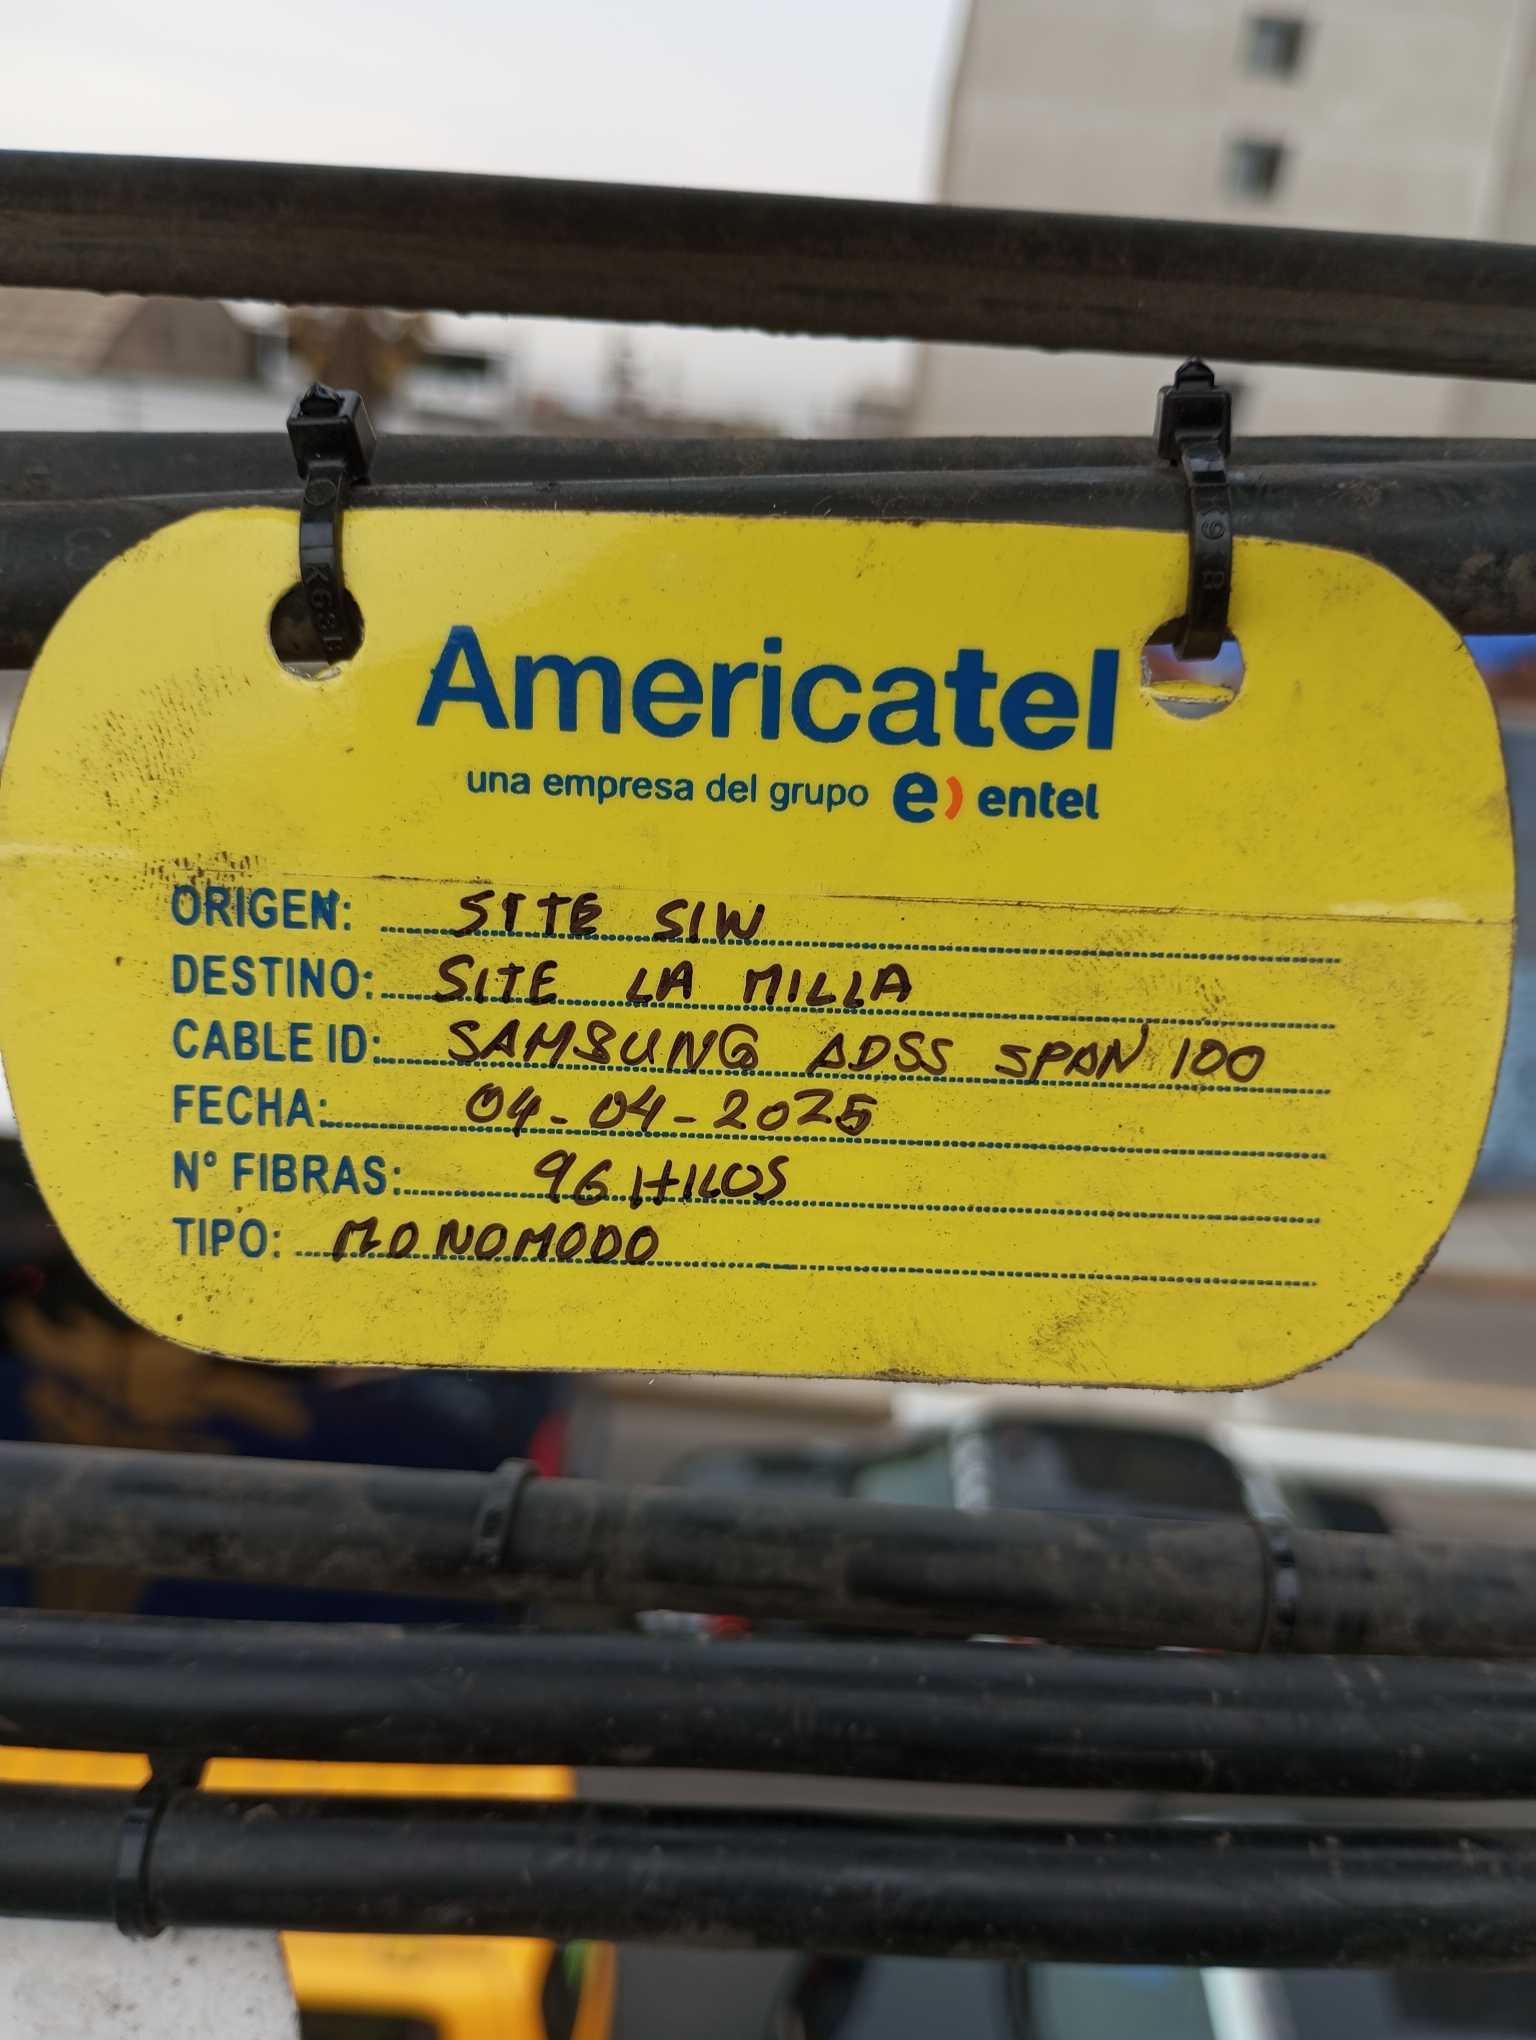 Americatel
una empresa del grupo e) entel
ORIGEN: SITE SIW
DESTINO: SITE LA MILLA
CABLE ID: SAMSUNG ADSS SPAN 100
FECHA: 04-04-2025
N° FIBRAS: 96 HILOS
TIPO: MONOMODO